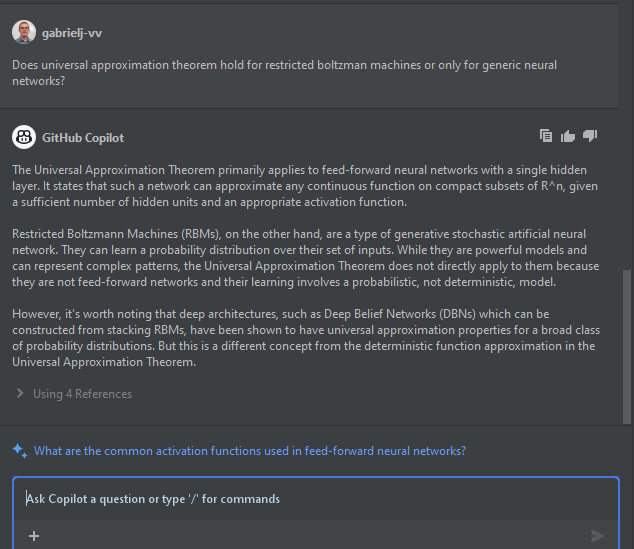 gabrielj-vv
Does universal approximation theorem hold for restricted boltzman machines or only for generic neural
networks?
GitHub Copilot
The Universal Approximation Theorem primarily applies to feed-forward neural networks with a single hidden
layer. It states that such a network can approximate any continuous function on compact subsets of R^n, given
a sufficient number of hidden units and an appropriate activation function.
Restricted Boltzmann Machines (RBMs), on the other hand, are a type of generative stochastic artificial neural
network. They can learn a probability distribution over their set of inputs. While they are powerful models and
can represent complex patterns, the Universal Approximation Theorem does not directly apply to them because
they are not feed-forward networks and their learning involves a probabilistic, not deterministic, model.
However, it's worth noting that deep architectures, such as Deep Belief Networks (DBNs) which can be
constructed from stacking RBMs, have been shown to have universal approximation properties for a broad class
of probability distributions. But this is a different concept from the deterministic function approximation in the
Universal Approximation Theorem.
Using 4 References
What are the common activation functions used in feed-forward neural networks?
Ask Copilot a question or type '/' for commands